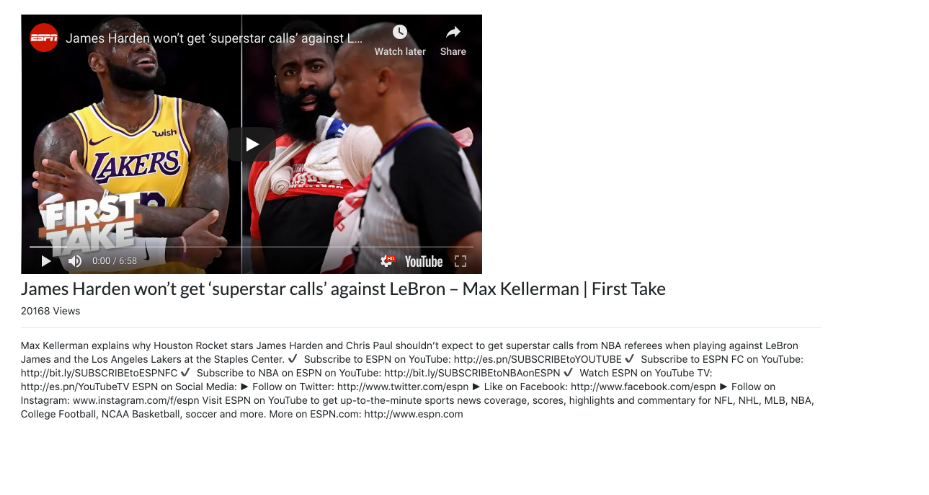 ESPN James Harden won't get 'superstar calls' against L...
Watch later Share
wish
LAKERS
FIRST
TAKE
0:00 / 6:58 HD YouTube
James Harden won't get ‘superstar calls’ against LeBron – Max Kellerman | First Take
20168 Views
Max Kellerman explains why Houston Rocket stars James Harden and Chris Paul shouldn't expect to get superstar calls from NBA referees when playing against LeBron
James and the Los Angeles Lakers at the Staples Center. ✔ Subscribe to ESPN on YouTube: http://es.pn/SUBSCRIBEtoYOUTUBE ✔ Subscribe to ESPN FC on YouTube:
http://bit.ly/SUBSCRIBEtoESPNFC ✔ Subscribe to NBA on ESPN on YouTube: http://bit.ly/SUBSCRIBEtoNBAonESPN ✔ Watch ESPN on YouTube TV:
http://es.pn/YouTubeTV ESPN on Social Media: ► Follow on Twitter: http://www.twitter.com/espn ► Like on Facebook: http://www.facebook.com/espn ► Follow on
Instagram: www.instagram.com/f/espn Visit ESPN on YouTube to get up-to-the-minute sports news coverage, scores, highlights and commentary for NFL, NHL, MLB, NBA,
College Football, NCAA Basketball, soccer and more. More on ESPN.com: http://www.espn.com